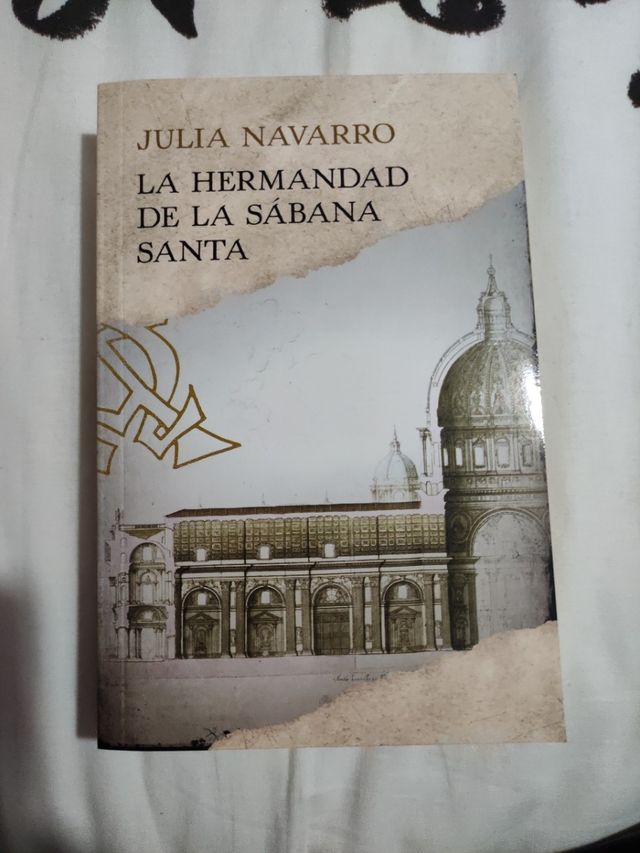 JULIA NAVARRO
LA HERMANDAD
DE LA SÁBANA
SANTA